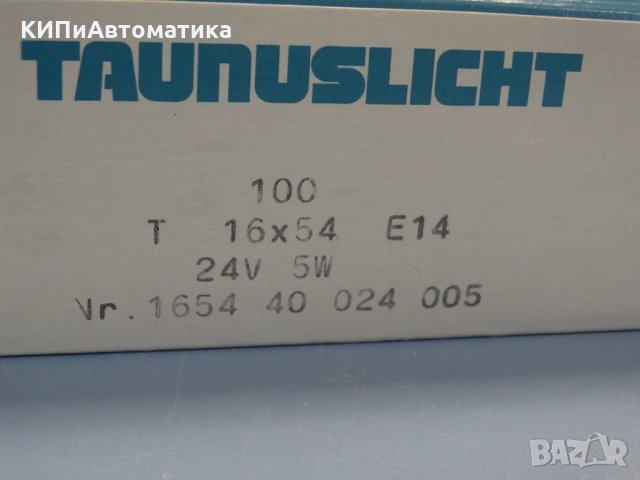 КИПиАвтоматика
TAUNUSLICHT
100
T 16x54 E14
24V 5W
Nr. 1654 40 024 005
BAZAR